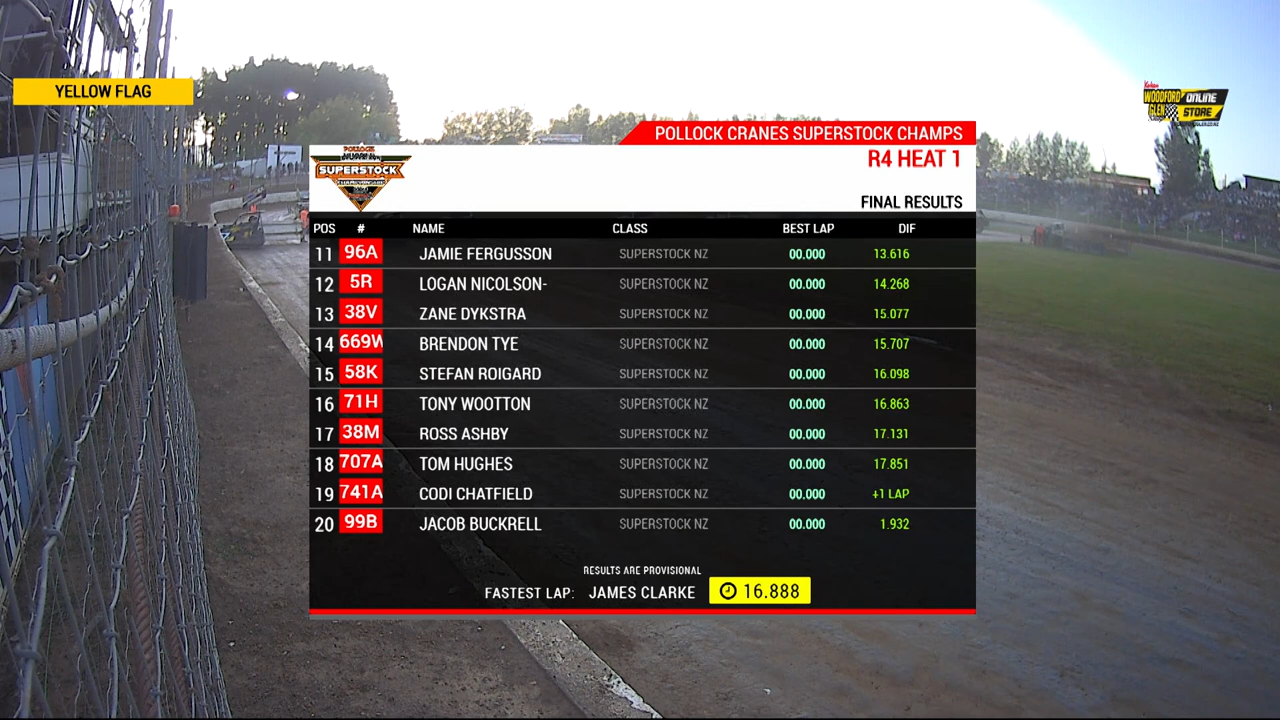 YELLOW FLAG
WOODFORD GLEN ONLINE STORE
POLLOCK CRANES SUPERSTOCK CHAMPS
R4 HEAT 1
SUPERSTOCK
FINAL RESULTS
POS # NAME CLASS BEST LAP DIF
11 96A JAMIE FERGUSSON SUPERSTOCK NZ 00.000 13.616
12 5R LOGAN NICOLSON- SUPERSTOCK NZ 00.000 14.268
13 38V ZANE DYKSTRA SUPERSTOCK NZ 00.000 15.077
14 669W BRENDON TYE SUPERSTOCK NZ 00.000 15.707
15 58K STEFAN ROIGARD SUPERSTOCK NZ 00.000 16.098
16 71H TONY WOOTTON SUPERSTOCK NZ 00.000 16.863
17 38M ROSS ASHBY SUPERSTOCK NZ 00.000 17.131
18 707A TOM HUGHES SUPERSTOCK NZ 00.000 17.851
19 741A CODI CHATFIELD SUPERSTOCK NZ 00.000 +1 LAP
20 99B JACOB BUCKRELL SUPERSTOCK NZ 00.000 1.932
RESULTS ARE PROVISIONAL
FASTEST LAP: JAMES CLARKE 16.888